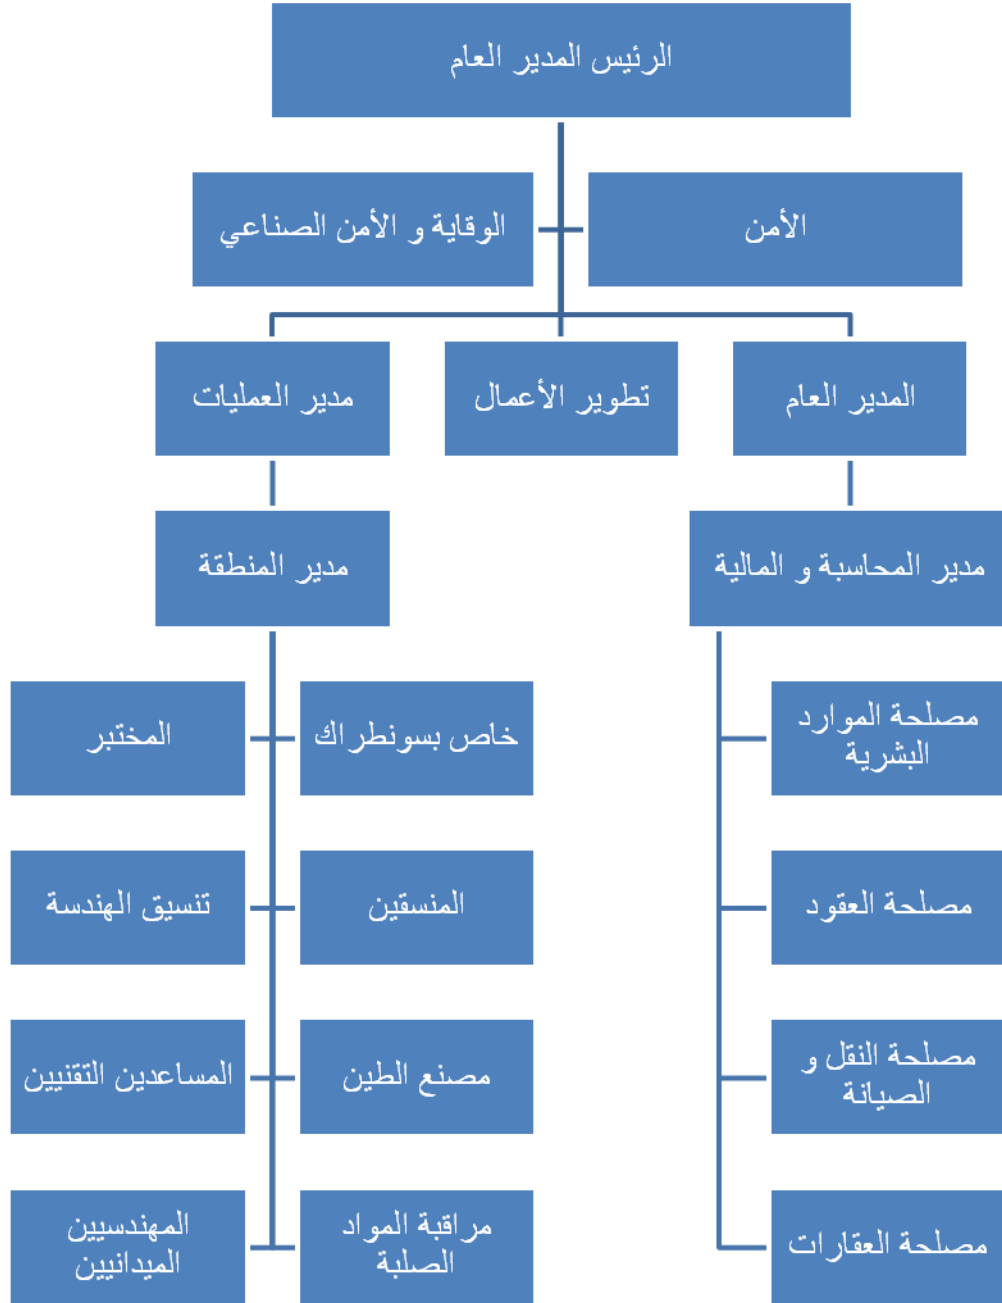 الرئيس المدير العام
الأمن
الوقاية و الأمن الصناعي
المدير العام
تطوير الأعمال
مدير العمليات
مدير المحاسبة و المالية
مدير المنطقة
مصلحة الموارد
البشرية
خاص بسونطراك
المختبر
مصلحة العقود
المنسقين
تنسيق الهندسة
مصلحة النقل و
الصيانة
مصنع الطين
المساعدين التقنيين
مصلحة العقارات
مراقبة المواد
الصلبة
المهندسيين
الميدانيين